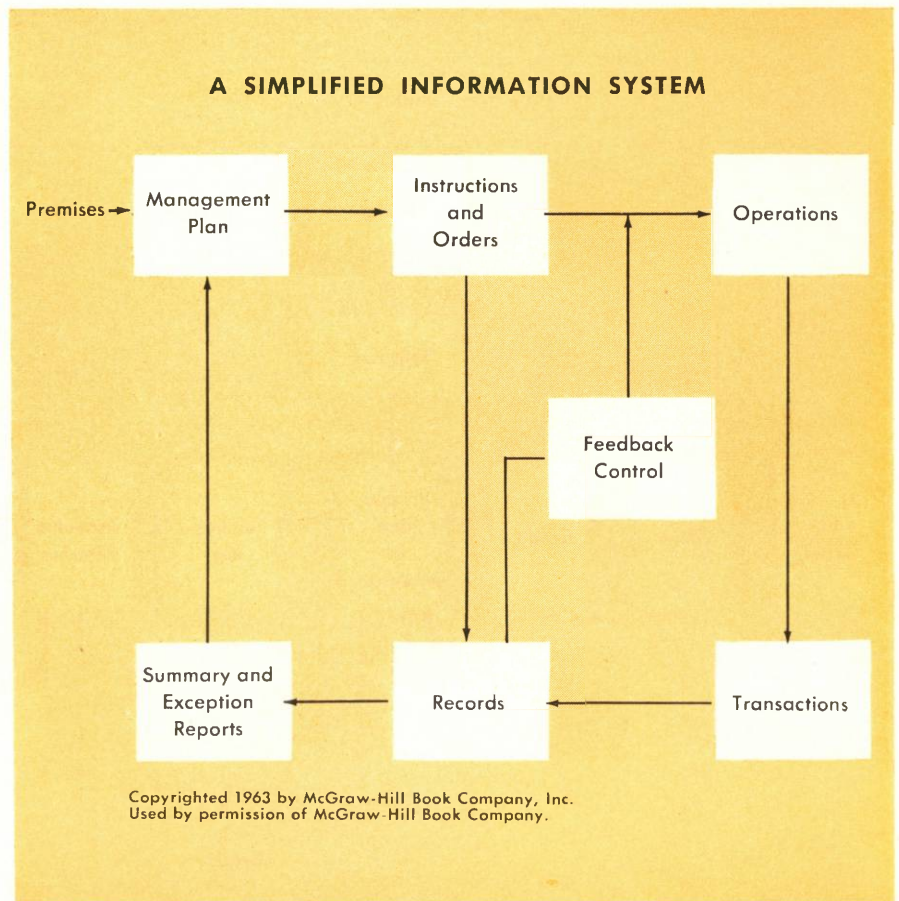 A SIMPLIFIED INFORMATION SYSTEM
Premises
Management
Plan
Instructions
and
Orders
Operations
Feedback
Control
Summary and
Exception
Reports
Records
Transactions
Copyrighted 1963 by McGraw-Hill Book Company, Inc.
Used by permission of McGraw-Hill Book Company.